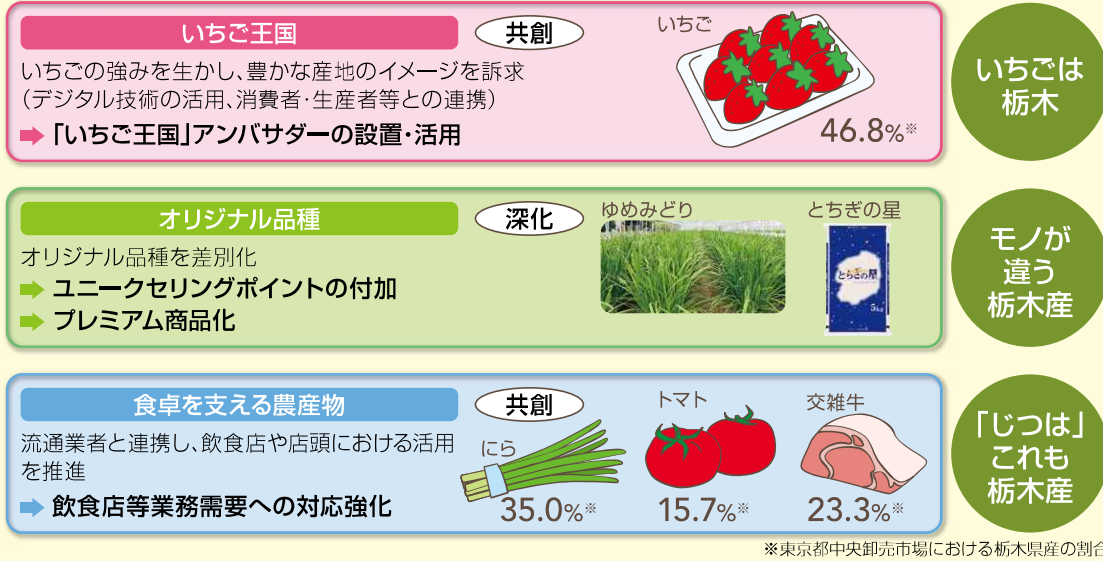 いちご王国
共創
いちご
いちごの強みを生かし、豊かな産地のイメージを訴求
（デジタル技術の活用、消費者・生産者等との連携）
➡「いちご王国」アンバサダーの設置・活用
46.8%※
いちごは
栃木
オリジナル品種
深化
ゆめみどり
とちぎの星
オリジナル品種を差別化
➡ ユニークセリングポイントの付加
➡ プレミアム商品化
とちぎの星
5kg
モノが
違う
栃木産
食卓を支える農産物
共創
にら
トマト
交雑牛
流通業者と連携し、飲食店や店頭における活用
を推進
➡ 飲食店等業務需要への対応強化
35.0%※
15.7%※
23.3%※
「じつは」
これも
栃木産
※東京都中央卸売市場における栃木県産の割合